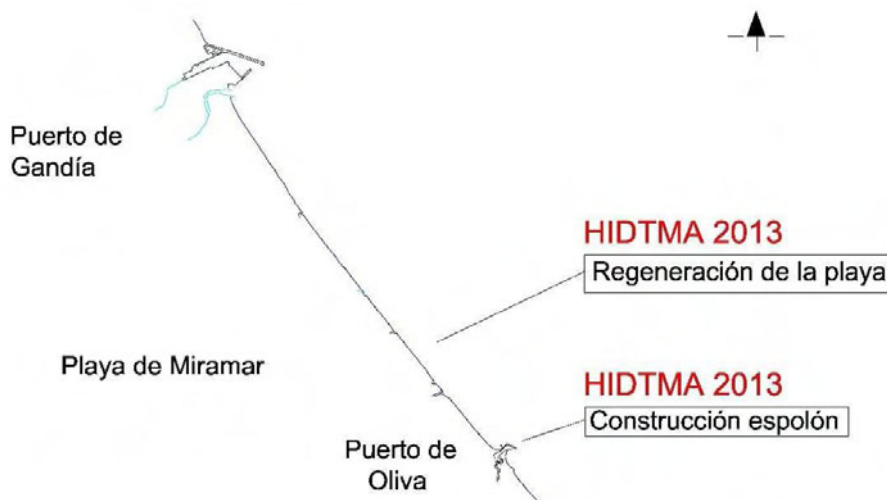 Puerto de
Gandía
HIDTMA 2013
Regeneración de la playa
Playa de Miramar
HIDTMA 2013
Construcción espolón
Puerto de
Oliva